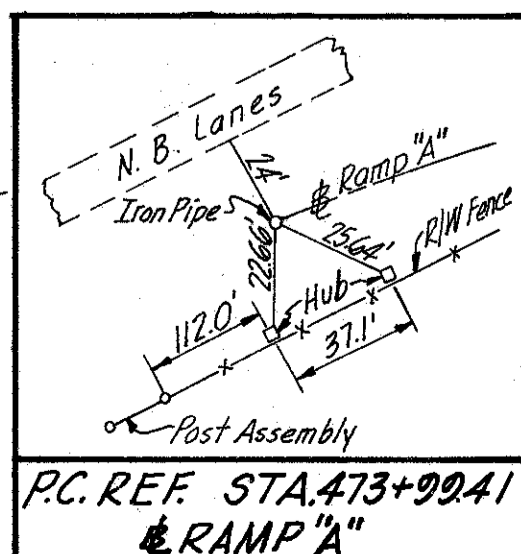 N. B. Lanes
24'
Iron Pipe
℄ Ramp "A"
22.66'
25.64'
R/W Fence
Hub
112.0'
37.1'
Post Assembly
P.C. REF. STA. 473+99.41
℄ RAMP "A"